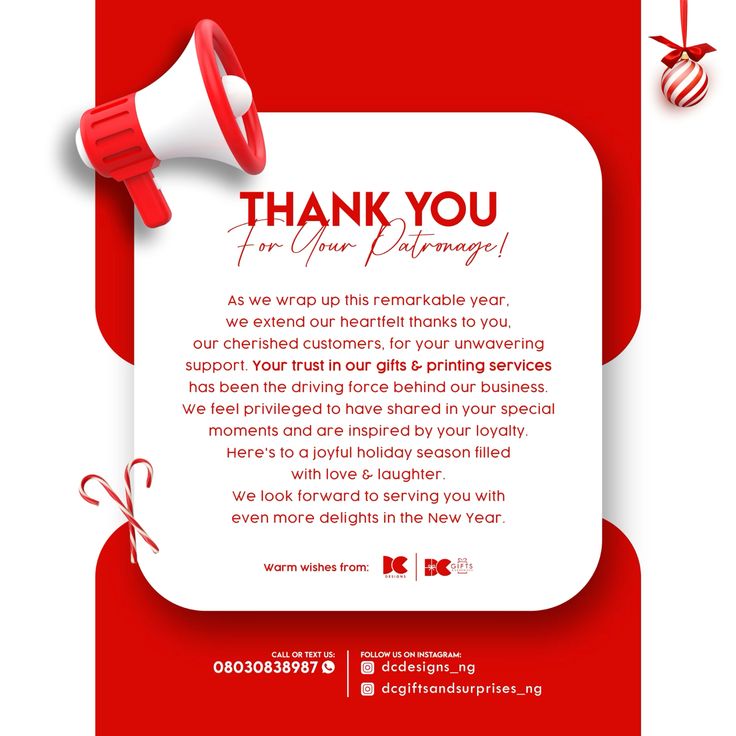 THANK YOU
For Your Patronage!
As we wrap up this remarkable year,
we extend our heartfelt thanks to you,
our cherished customers, for your unwavering
support. Your trust in our gifts & printing services
has been the driving force behind our business.
We feel privileged to have shared in your special
moments and are inspired by your loyalty.
Here's to a joyful holiday season filled
with love & laughter.
We look forward to serving you with
even more delights in the New Year.
Warm wishes from:
DC
DESIGNS
DC GIFTS
CALL OR TEXT US:
08030838987
FOLLOW US ON INSTAGRAM:
dcdesigns_ng
dcgiftsandsurprises_ng